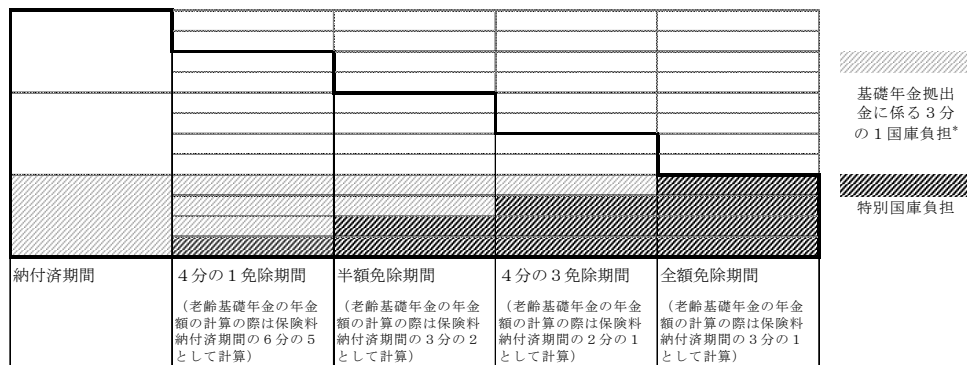 基礎年金拠出
金に係る３分
の１国庫負担*
特別国庫負担
納付済期間
４分の１免除期間
（老齢基礎年金の年金
額の計算の際は保険料
納付済期間の６分の５
として計算）
半額免除期間
（老齢基礎年金の年金
額の計算の際は保険料
納付済期間の３分の２
として計算）
４分の３免除期間
（老齢基礎年金の年金
額の計算の際は保険料
納付済期間の２分の１
として計算）
全額免除期間
（老齢基礎年金の年金
額の計算の際は保険料
納付済期間の３分の１
として計算）